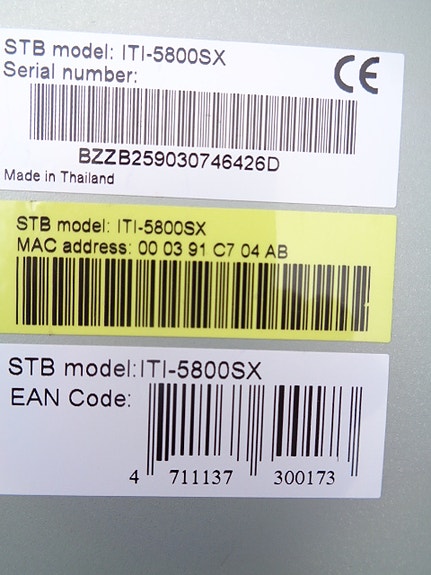 STB model: ITI-5800SX
Serial number:
CE
BZZB259030746426D
Made in Thailand
STB model: ITI-5800SX
MAC address: 00 03 91 C7 04 AB
STB model:ITI-5800SX
EAN Code:
4 711137 300173